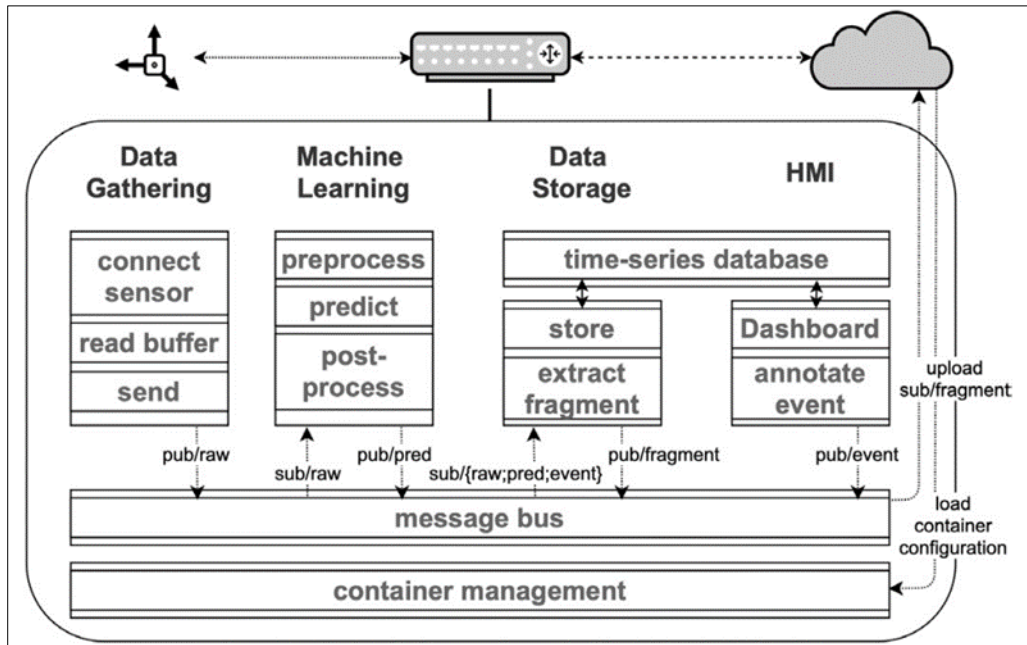 Data
Gathering
Machine
Learning
Data
Storage
HMI
connect
sensor
read buffer
send
preprocess
predict
post-
process
time-series database
store
extract
fragment
Dashboard
annotate
event
upload
sub/fragment
pub/raw
sub/raw
pub/pred
sub/{raw;pred;event}
pub/fragment
pub/event
load
container
configuration
message bus
container management